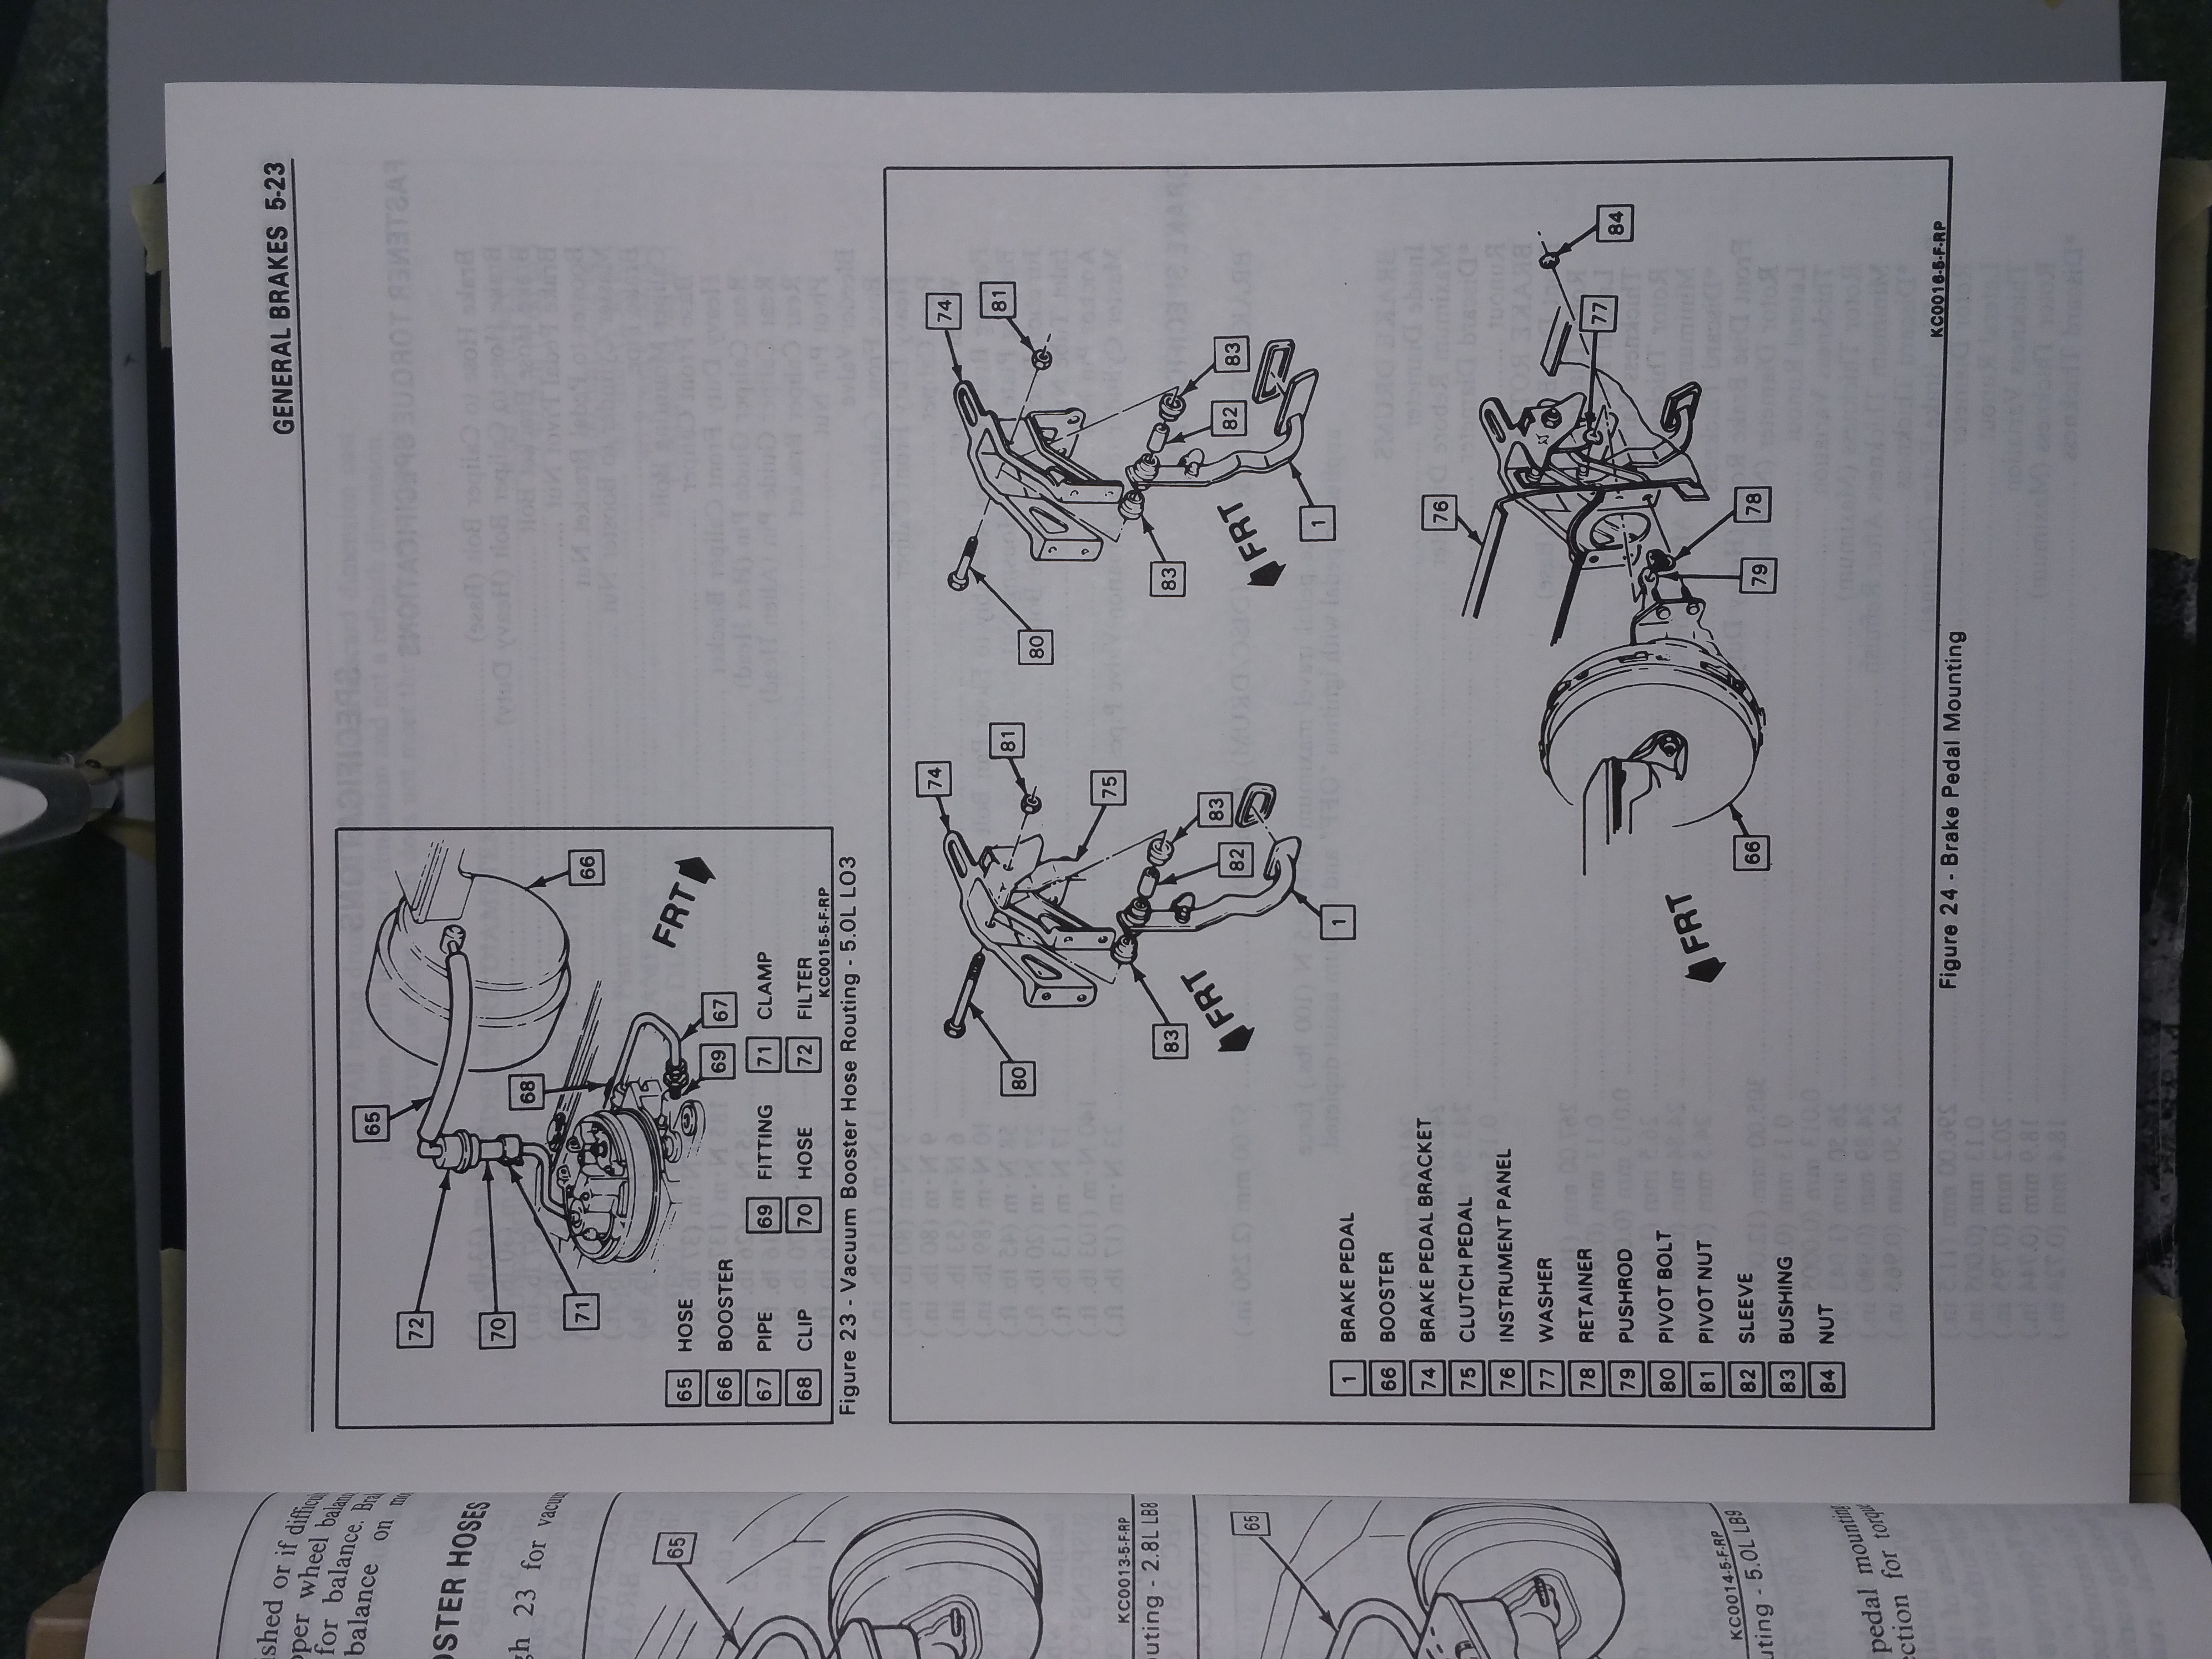 GENERAL BRAKES 5-23
65
66
72
70
71
68
69
67
FRT
65 HOSE
66 BOOSTER
67 PIPE
68 CLIP
69 FITTING
70 HOSE
71 CLAMP
72 FILTER
KC0015-5-F-RP
Figure 23 - Vacuum Booster Hose Routing - 5.0L LO3
74
81
75
83
82
80
83
1
FRT
74
81
83
82
80
83
1
FRT
76
84
77
78
79
66
FRT
1 BRAKE PEDAL
66 BOOSTER
74 BRAKE PEDAL BRACKET
75 CLUTCH PEDAL
76 INSTRUMENT PANEL
77 WASHER
78 RETAINER
79 PUSHROD
80 PIVOT BOLT
81 PIVOT NUT
82 SLEEVE
83 BUSHING
84 NUT
KC0016-5-F-RP
Figure 24 - Brake Pedal Mounting
ished or if
pper wheel
for balance.
balance on
OSTER HOSES
gh 23 for vacuum
65
KC0013-5-F-RP
uting - 2.8L LB8
65
KC0014-5-F-RP
uting - 5.0L LB9
pedal mounting
ection for torque